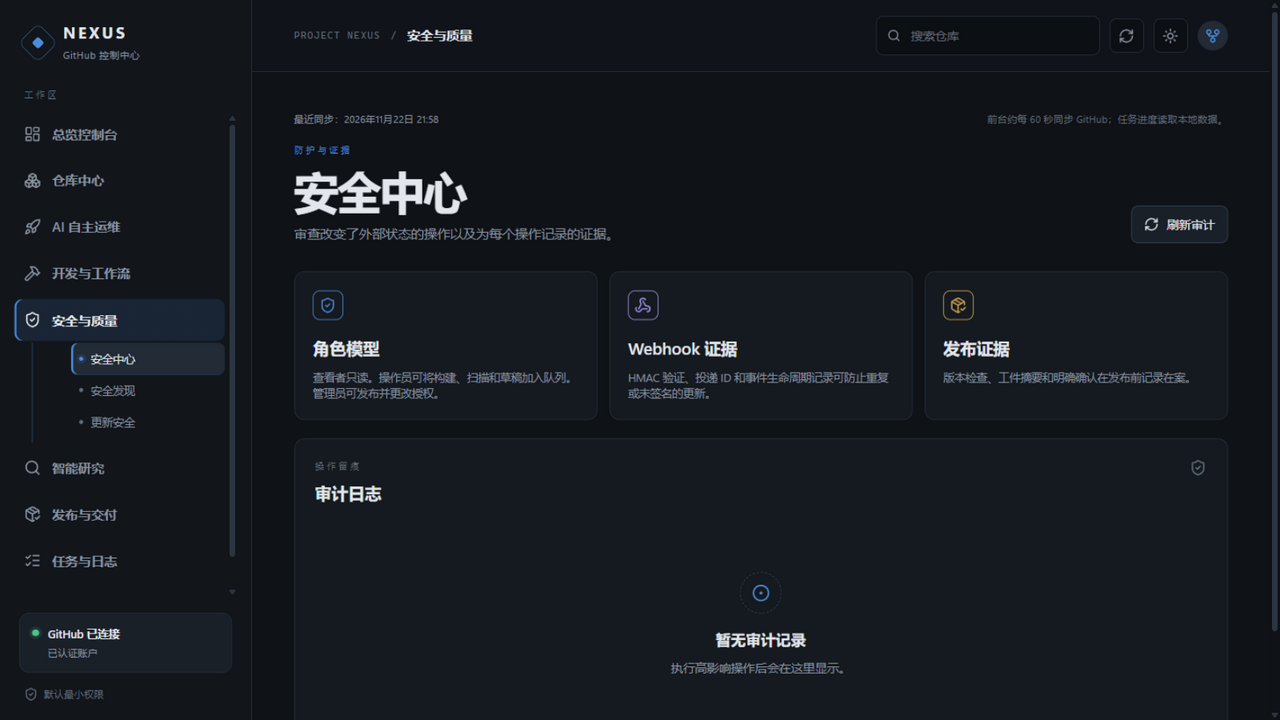 NEXUS
GitHub 控制中心
工作区
总览控制台
仓库中心
AI 自主运维
开发与工作流
安全与质量
安全中心
安全发现
更新安全
智能研究
发布与交付
任务与日志
GitHub 已连接
已认证账户
默认最小权限
PROJECT NEXUS / 安全与质量
搜索仓库
最近同步：2026年11月22日 21:58
前台约每 60 秒同步 GitHub；任务进度读取本地数据。
防护与证据
安全中心
审查改变了外部状态的操作以及为每个操作记录的证据。
刷新审计
角色模型
查看者只读。操作员可将构建、扫描和草稿加入队列。
管理员可发布并更改授权。
Webhook 证据
HMAC 验证、投递 ID 和事件生命周期记录可防止重复
或未签名的更新。
发布证据
版本检查、工件摘要和明确确认在发布前记录在案。
操作留痕
审计日志
暂无审计记录
执行高影响操作后会在这里显示。